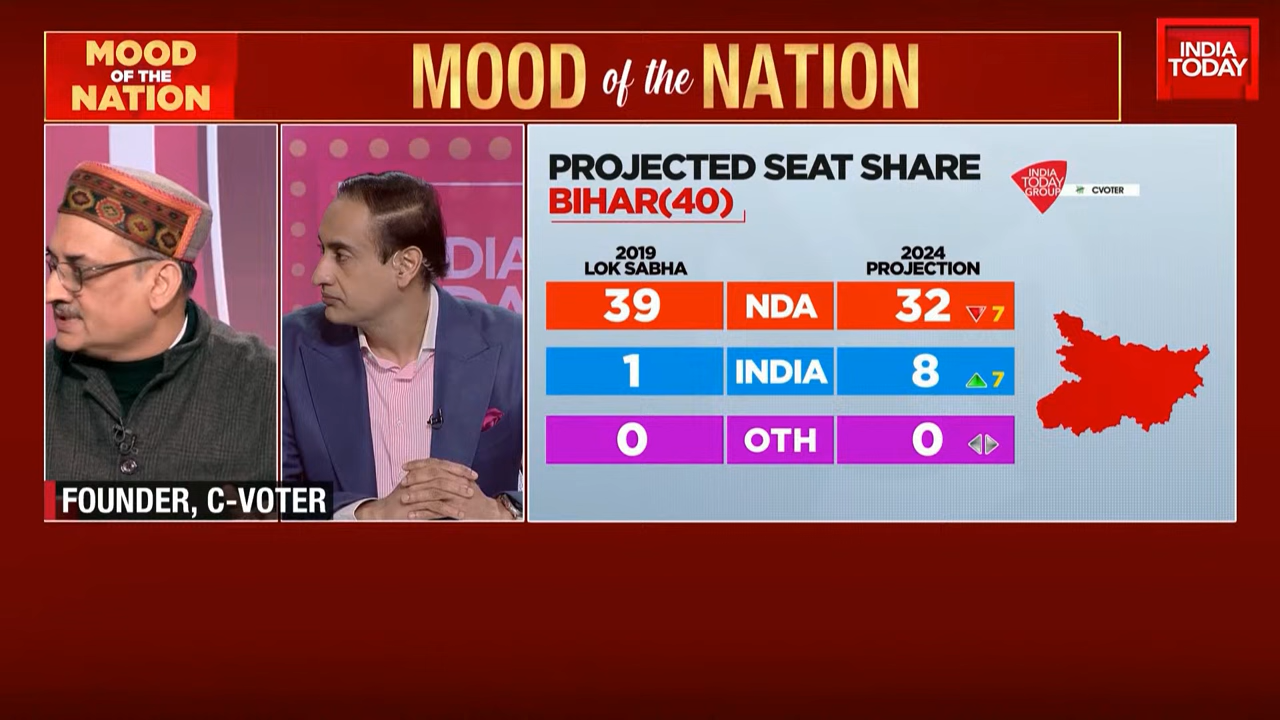 MOOD
OF THE
NATION
MOOD of the NATION
INDIA
TODAY
PROJECTED SEAT SHARE
BIHAR(40)
INDIA
TODAY
GROUP
CVOTER
2019
LOK SABHA
2024
PROJECTION
39 NDA 32 7
1 INDIA 8 7
0 OTH 0
DIA
FOUNDER, C-VOTER